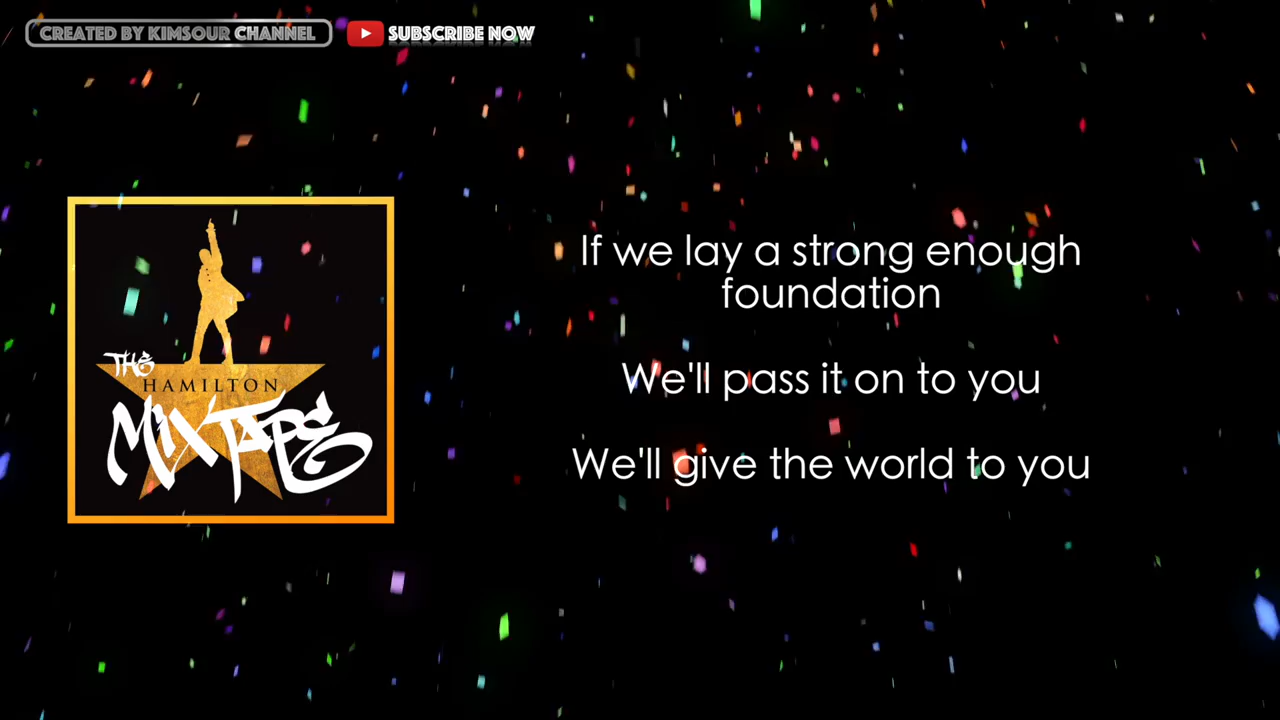 CREATED BY KIMSOUR CHANNEL
SUBSCRIBE NOW
If we lay a strong enough
foundation
We'll pass it on to you
We'll give the world to you
THE
HAMILTON
MIXTAPE